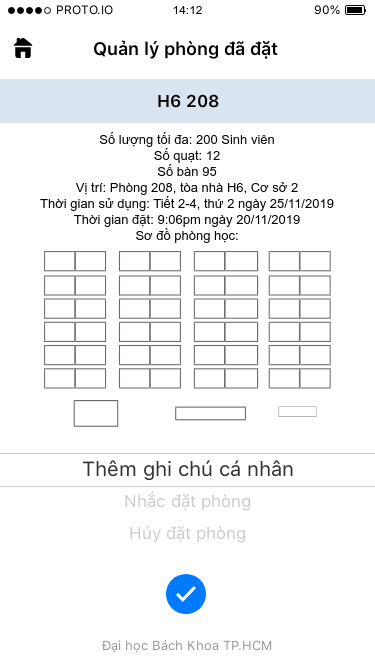 PROTO.IO 14:12 90%
Quản lý phòng đã đặt
H6 208
Số lượng tối đa: 200 Sinh viên
Số quạt: 12
Số bàn 95
Vị trí: Phòng 208, tòa nhà H6, Cơ sở 2
Thời gian sử dụng: Tiết 2-4, thứ 2 ngày 25/11/2019
Thời gian đặt: 9:06pm ngày 20/11/2019
Sơ đồ phòng học:
Thêm ghi chú cá nhân
Nhắc đặt phòng
Hủy đặt phòng
Đại học Bách Khoa TP.HCM